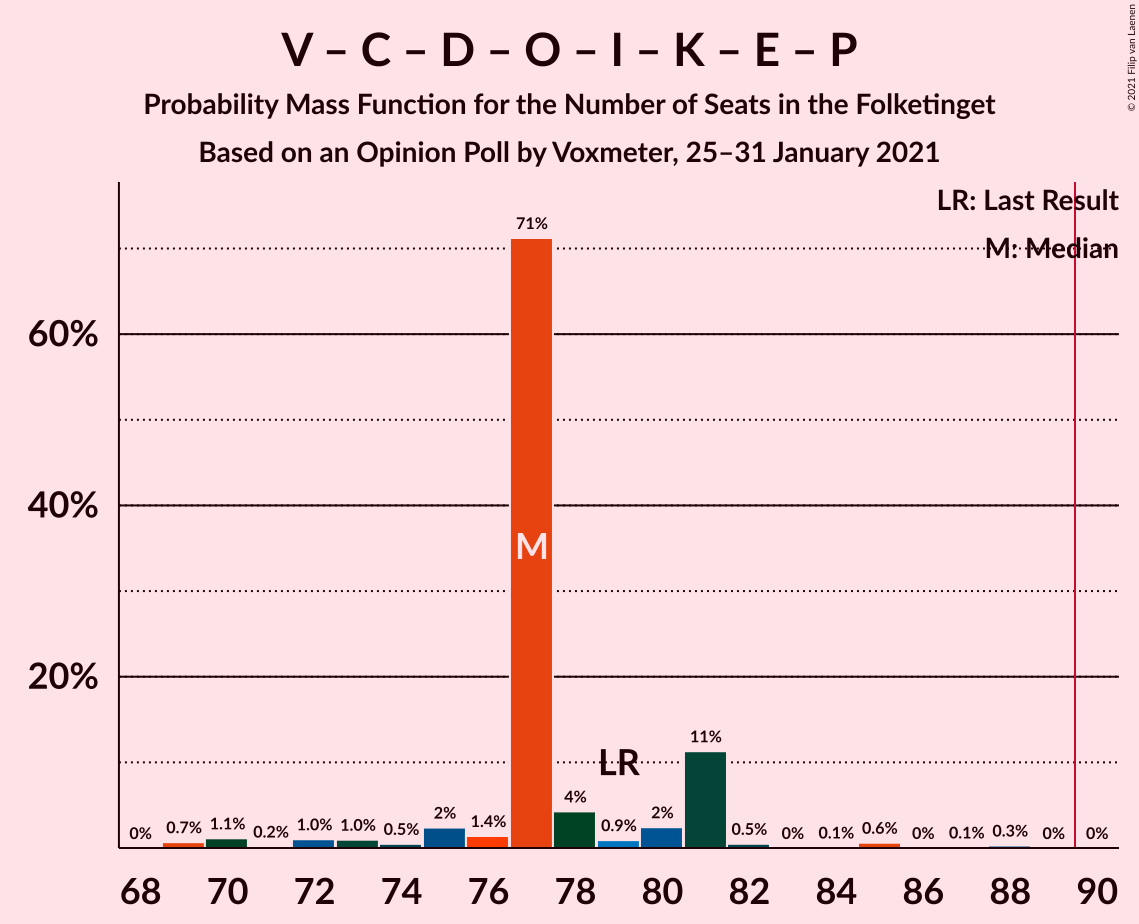 V – C – D – O – I – K – E – P
Probability Mass Function for the Number of Seats in the Folketinget
Based on an Opinion Poll by Voxmeter, 25–31 January 2021
© 2021 Filip van Laenen
LR: Last Result
M: Median
60%
40%
20%
0%
0.7%
1.1%
0.2%
1.0%
1.0%
0.5%
2%
1.4%
71%
M
4%
LR
0.9%
2%
11%
0.5%
0%
0.1%
0.6%
0%
0.1%
0.3%
0%
0%
68 70 72 74 76 78 80 82 84 86 88 90